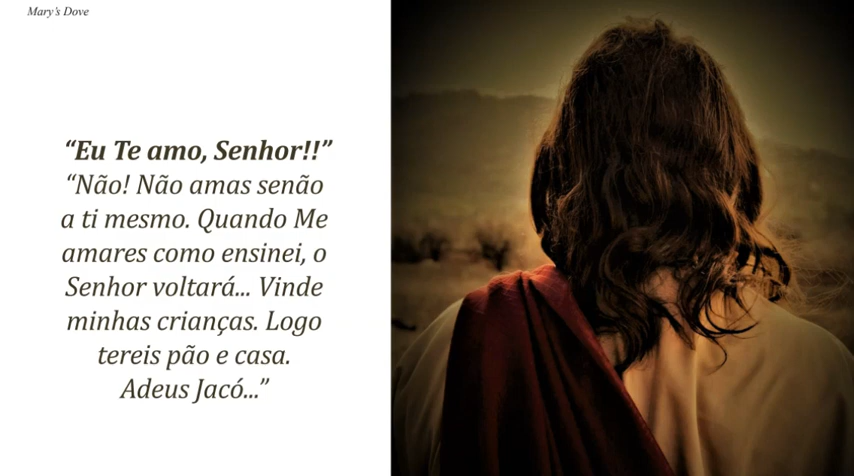 Mary’s Dove
“Eu Te amo, Senhor!!”
“Não! Não amas senão
a ti mesmo. Quando Me
amares como ensinei, o
Senhor voltará... Vinde
minhas crianças. Logo
tereis pão e casa.
Adeus Jacó...”